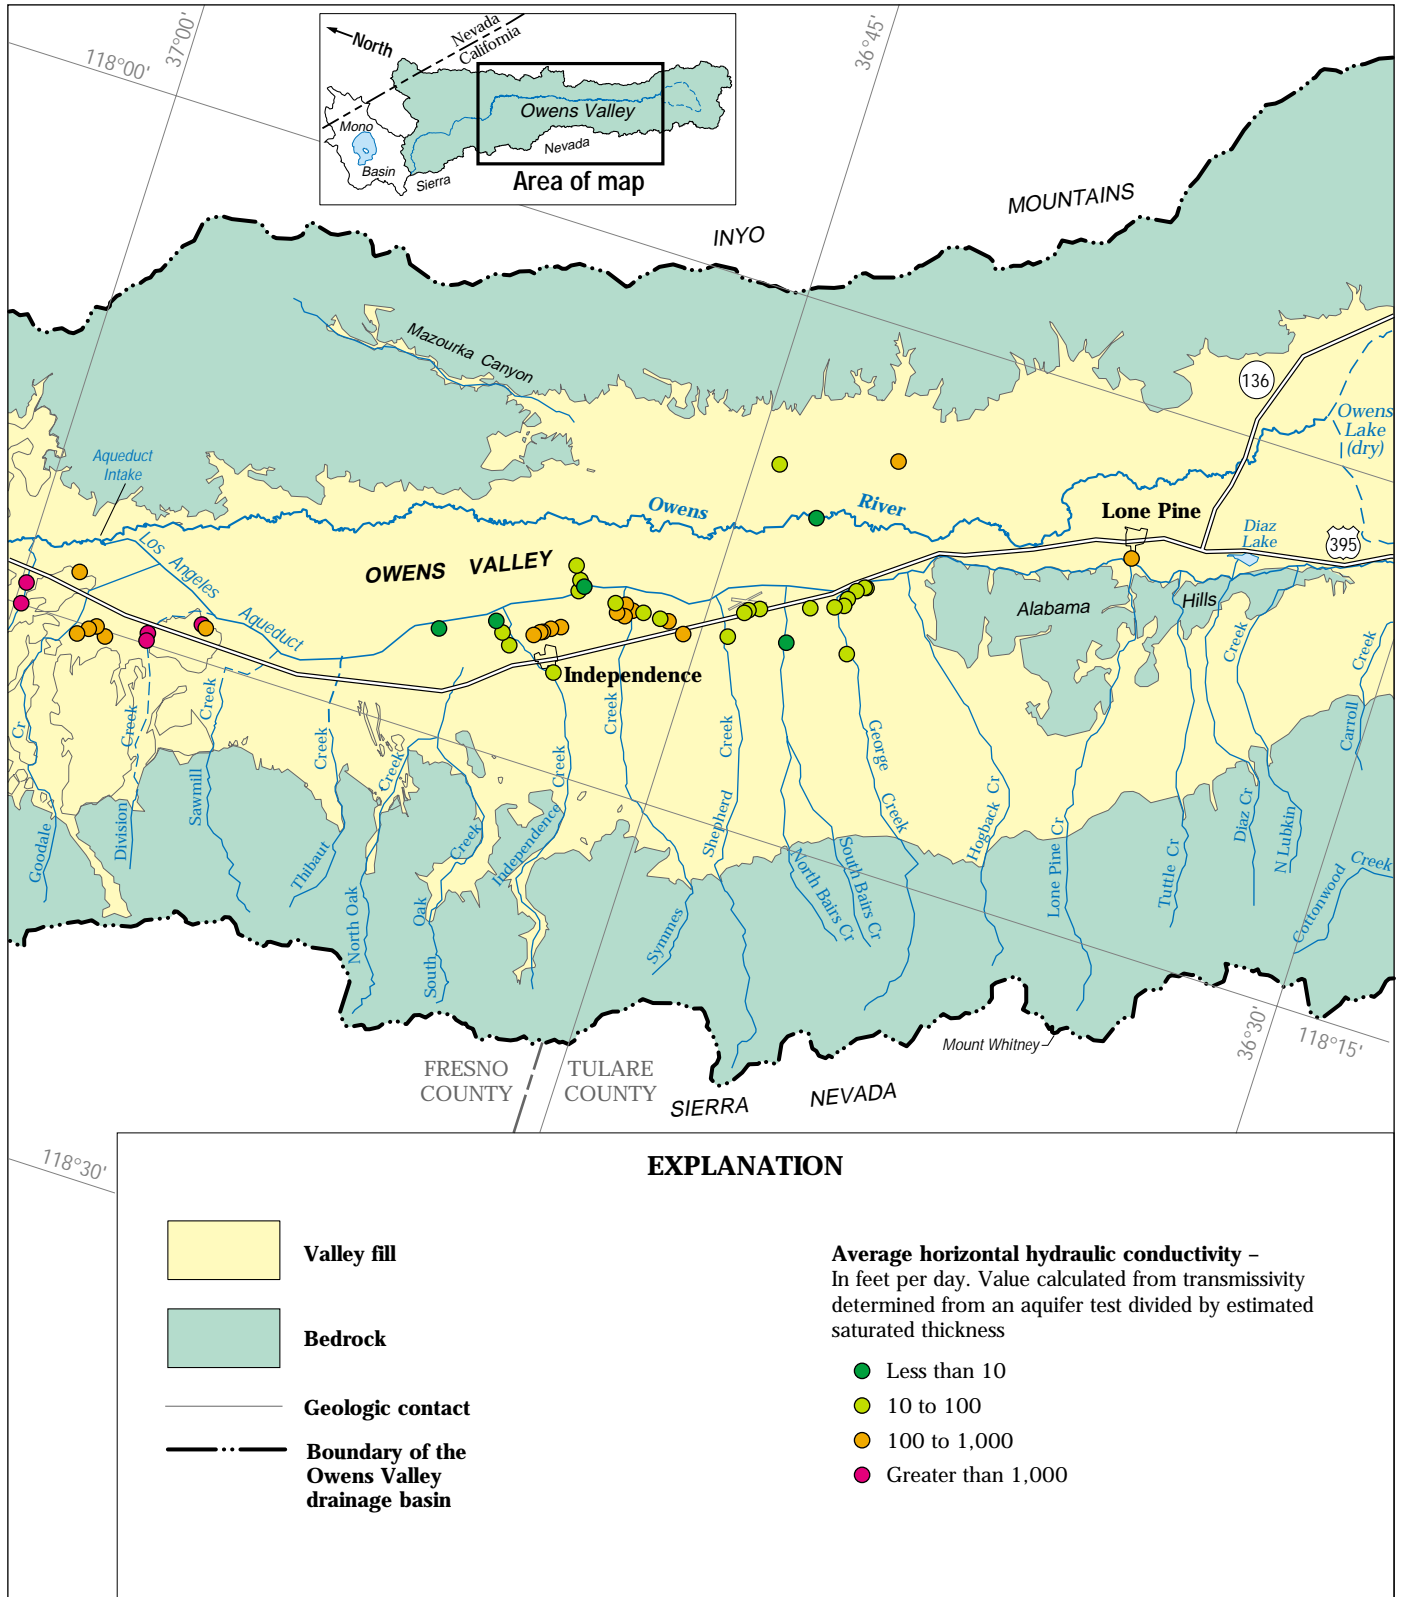 118°00'
37°00'
36°45'
North
Nevada
California
Mono
Basin
Owens Valley
Nevada
Sierra
Area of map
INYO
MOUNTAINS
Mazourka Canyon
136
Owens
Lake
(dry)
Aqueduct
Intake
Owens
River
Lone Pine
Diaz
Lake
395
Los Angeles
Aqueduct
OWENS VALLEY
Alabama
Hills
Independence
Goodale
Cr
Division
Creek
Sawmill
Creek
Thibaut
Creek
North Oak
Creek
South
Oak
Creek
Independence
Creek
Symmes
Creek
Shepherd
Creek
North Bairs Cr
South Bairs Cr
George
Creek
Hogback Cr
Lone Pine Cr
Tuttle Cr
Diaz Cr
Creek
N Lubkin
Carroll
Creek
Cottonwood
Creek
Mount Whitney
36°30'
118°15'
FRESNO
COUNTY
TULARE
COUNTY
SIERRA
NEVADA
118°30'
EXPLANATION
Valley fill
Bedrock
Geologic contact
Boundary of the
Owens Valley
drainage basin
Average horizontal hydraulic conductivity –
In feet per day. Value calculated from transmissivity
determined from an aquifer test divided by estimated
saturated thickness
Less than 10
10 to 100
100 to 1,000
Greater than 1,000